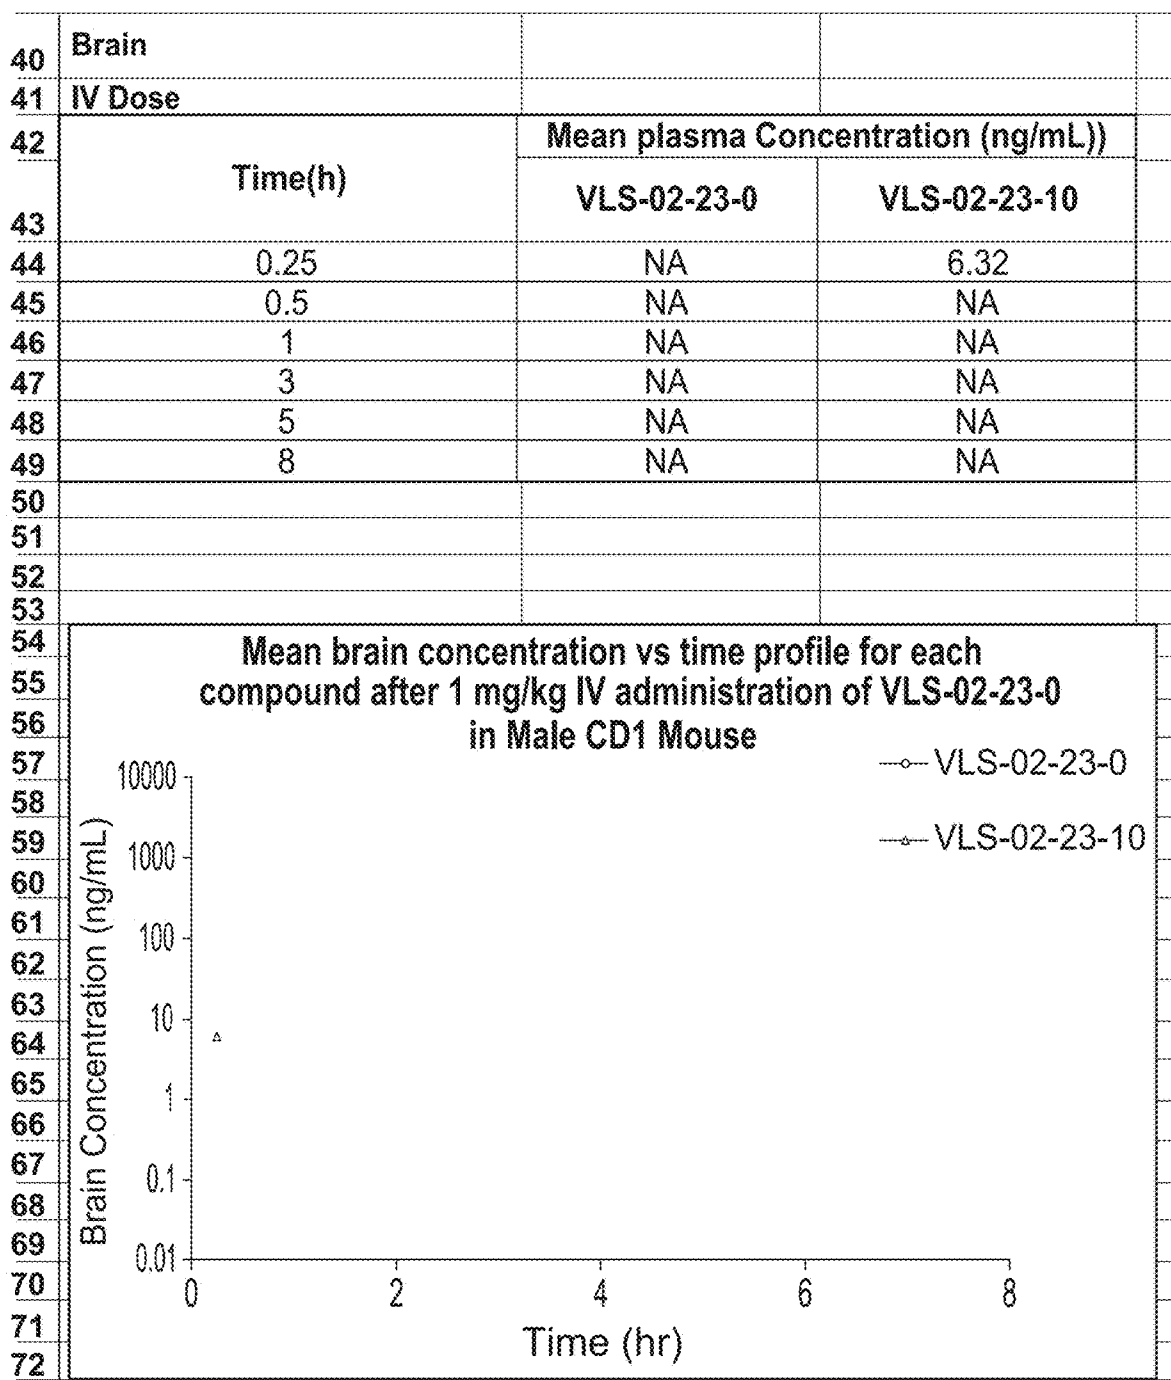 40 Brain
41 IV Dose
42 Mean plasma Concentration (ng/mL))
Time(h)
43 VLS-02-23-0 VLS-02-23-10
44 0.25 NA 6.32
45 0.5 NA NA
46 1 NA NA
47 3 NA NA
48 5 NA NA
49 8 NA NA
50
51
52
53
54 Mean brain concentration vs time profile for each
55 compound after 1 mg/kg IV administration of VLS-02-23-0
56 in Male CD1 Mouse
57 VLS-02-23-0
10000
58
59 VLS-02-23-10
1000
60
61
100
62
63
10
64
65
1
66
67
0.1
68
69
0.01
Brain Concentration (ng/mL)
70 0 2 4 6 8
71 Time (hr)
72